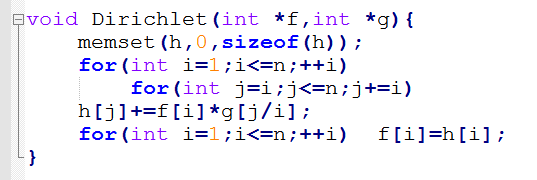 void Dirichlet(int *f,int *g){
    memset(h,0,sizeof(h));
    for(int i=1;i<=n;++i)
        for(int j=i;j<=n;j+=i)
    h[j]+=f[i]*g[j/i];
    for(int i=1;i<=n;++i)  f[i]=h[i];
}